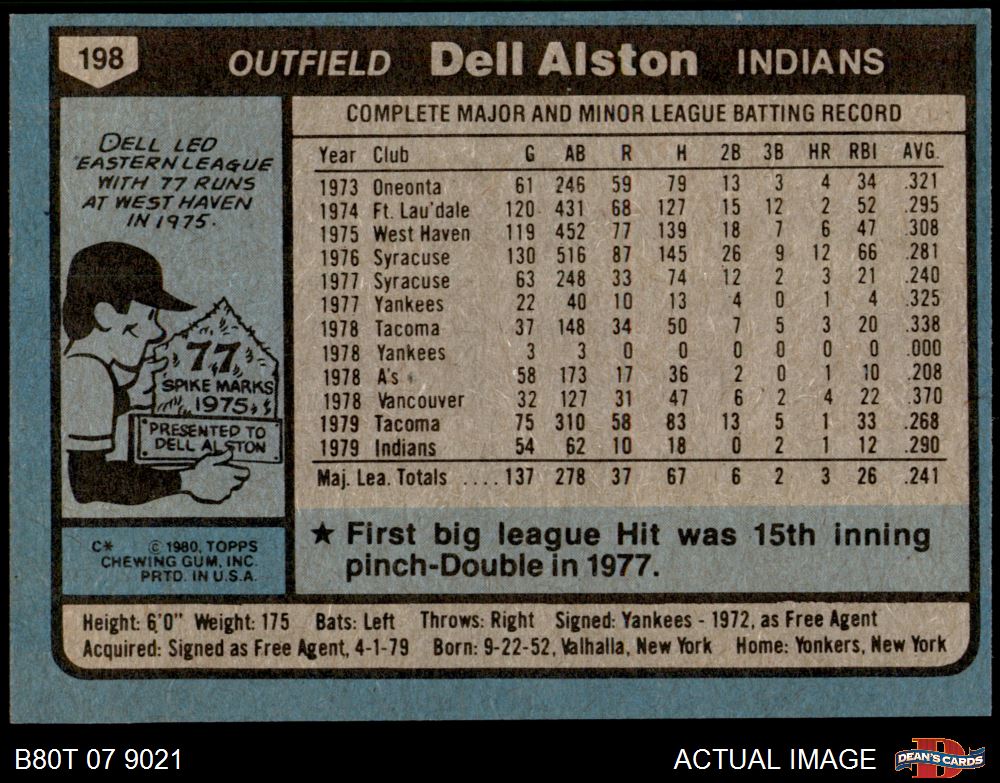 198 OUTFIELD Dell Alston INDIANS
DELL LED
EASTERN LEAGUE
WITH 77 RUNS
AT WEST HAVEN
IN 1975.
77
SPIKE MARKS
1975
PRESENTED TO
DELL ALSTON
C* © 1980, TOPPS
CHEWING GUM, INC.
PRTD. IN U.S.A.
COMPLETE MAJOR AND MINOR LEAGUE BATTING RECORD
Year Club G AB R H 2B 3B HR RBI AVG.
1973 Oneonta 61 246 59 79 13 3 4 34 .321
1974 Ft. Lau'dale 120 431 68 127 15 12 2 52 .295
1975 West Haven 119 452 77 139 18 7 6 47 .308
1976 Syracuse 130 516 87 145 26 9 12 66 .281
1977 Syracuse 63 248 33 74 12 2 3 21 .240
1977 Yankees 22 40 10 13 4 0 1 4 .325
1978 Tacoma 37 148 34 50 7 5 3 20 .338
1978 Yankees 3 3 0 0 0 0 0 0 .000
1978 A's 58 173 17 36 2 0 1 10 .208
1978 Vancouver 32 127 31 47 6 2 4 22 .370
1979 Tacoma 75 310 58 83 13 5 1 33 .268
1979 Indians 54 62 10 18 0 2 1 12 .290
Maj. Lea. Totals ....137 278 37 67 6 2 3 26 .241
★ First big league Hit was 15th inning
pinch-Double in 1977.
Height: 6'0" Weight: 175 Bats: Left Throws: Right Signed: Yankees - 1972, as Free Agent
Acquired: Signed as Free Agent, 4-1-79 Born: 9-22-52, Valhalla, New York Home: Yonkers, New York
B80T 07 9021 ACTUAL IMAGE D DEAN'S CARDS